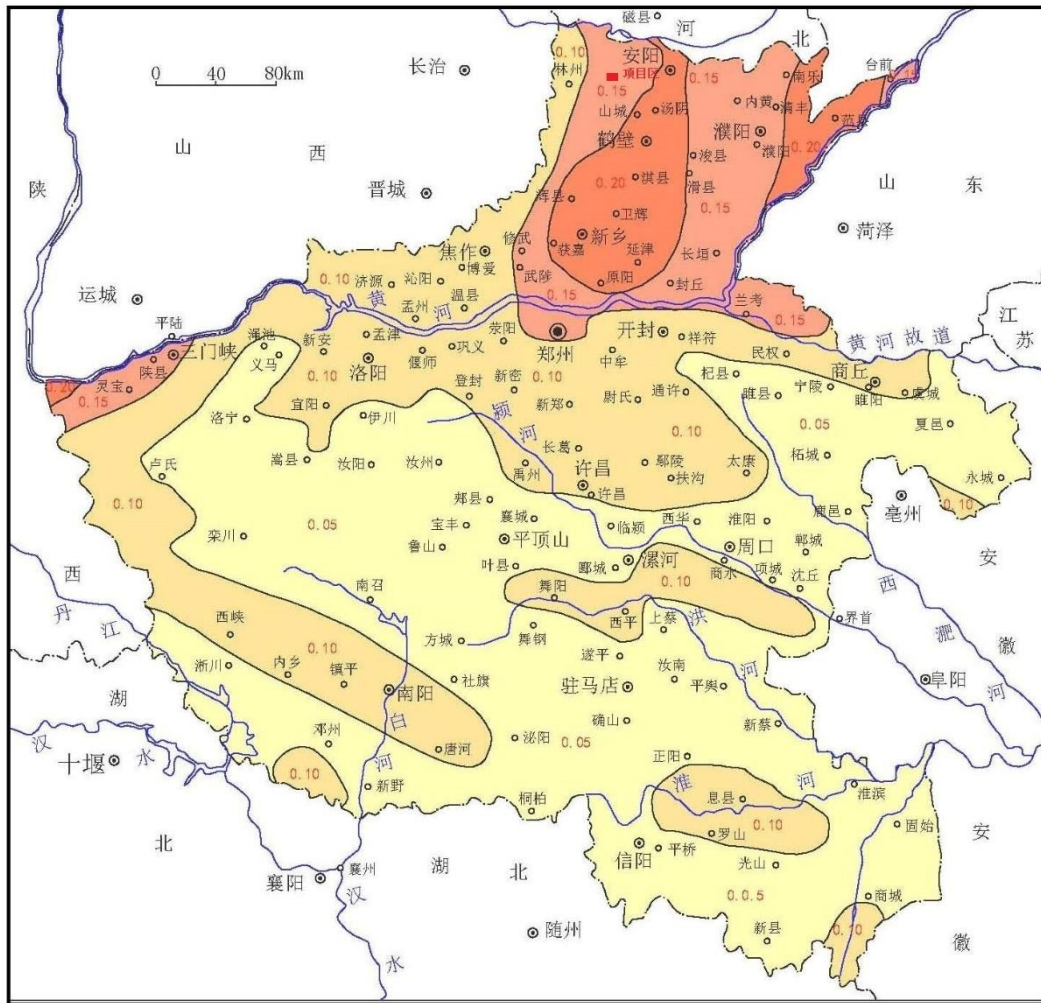 磁县
河
北
0.10
安阳
长治
林州
项目区
0.15
南乐
台前
0.15
0.15
汤阴
内黄
清丰
山城
范县
鹤壁
濮阳
濮阳
山
西
浚县
0.20
晋城
0.20
淇县
滑县
山
东
陕
辉县
卫辉
0.15
菏泽
新乡
修武
获嘉
延津
焦作
博爱
长垣
武陟
0.10
济源
沁阳
原阳
封丘
运城
黄
河
温县
0.15
兰考
江
苏
孟州
平陆
0.15
郑州
开封
祥符
黄河故道
渑池
新安
孟津
荥阳
三门峡
偃师
巩义
中牟
民权
陕县
义马
洛阳
商丘
0.20
灵宝
0.10
登封
新密
0.10
杞县
宁陵
睢阳
虞城
0.15
宜阳
新郑
尉氏
通许
睢县
0.05
洛宁
伊川
颍
河
夏邑
0.10
长葛
柘城
卢氏
嵩县
汝阳
汝州
禹州
许昌
鄢陵
太康
扶沟
永城
许昌
0.10
郏县
亳州
0.10
0.05
襄城
临颍
西华
淮阳
鹿邑
宝丰
栾川
鲁山
平顶山
周口
郸城
安
叶县
郾城
漯河
商水
项城
西
沈丘
西
南召
舞阳
0.10
丹
江
西平
上蔡
洪
河
界首
淝
河
徽
西峡
方城
舞钢
0.10
遂平
淅川
内乡
镇平
社旗
汝南
平舆
湖
南阳
驻马店
阜阳
白
河
确山
汉
水
邓州
泌阳
0.05
新蔡
十堰
唐河
正阳
0.10
新野
淮
河
桐柏
息县
淮滨
罗山
0.10
固始
北
湖
北
信阳
平桥
安
襄州
光山
襄阳
0.05
商城
汉
水
随州
新县
0.10
徽
0
40
80km